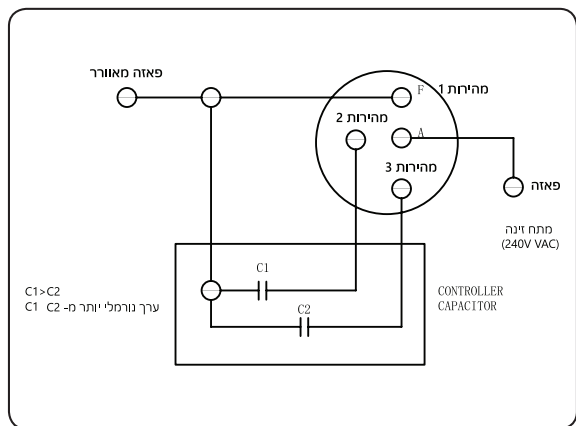 פאזה מאוורר
F
מהירות 1
מהירות 2
A
מהירות 3
פאזה
מתח זינה
(240V VAC)
C1
C2
C1>C2
C1 ערך נורמלי יותר מ- C2
CONTROLLER
CAPACITOR